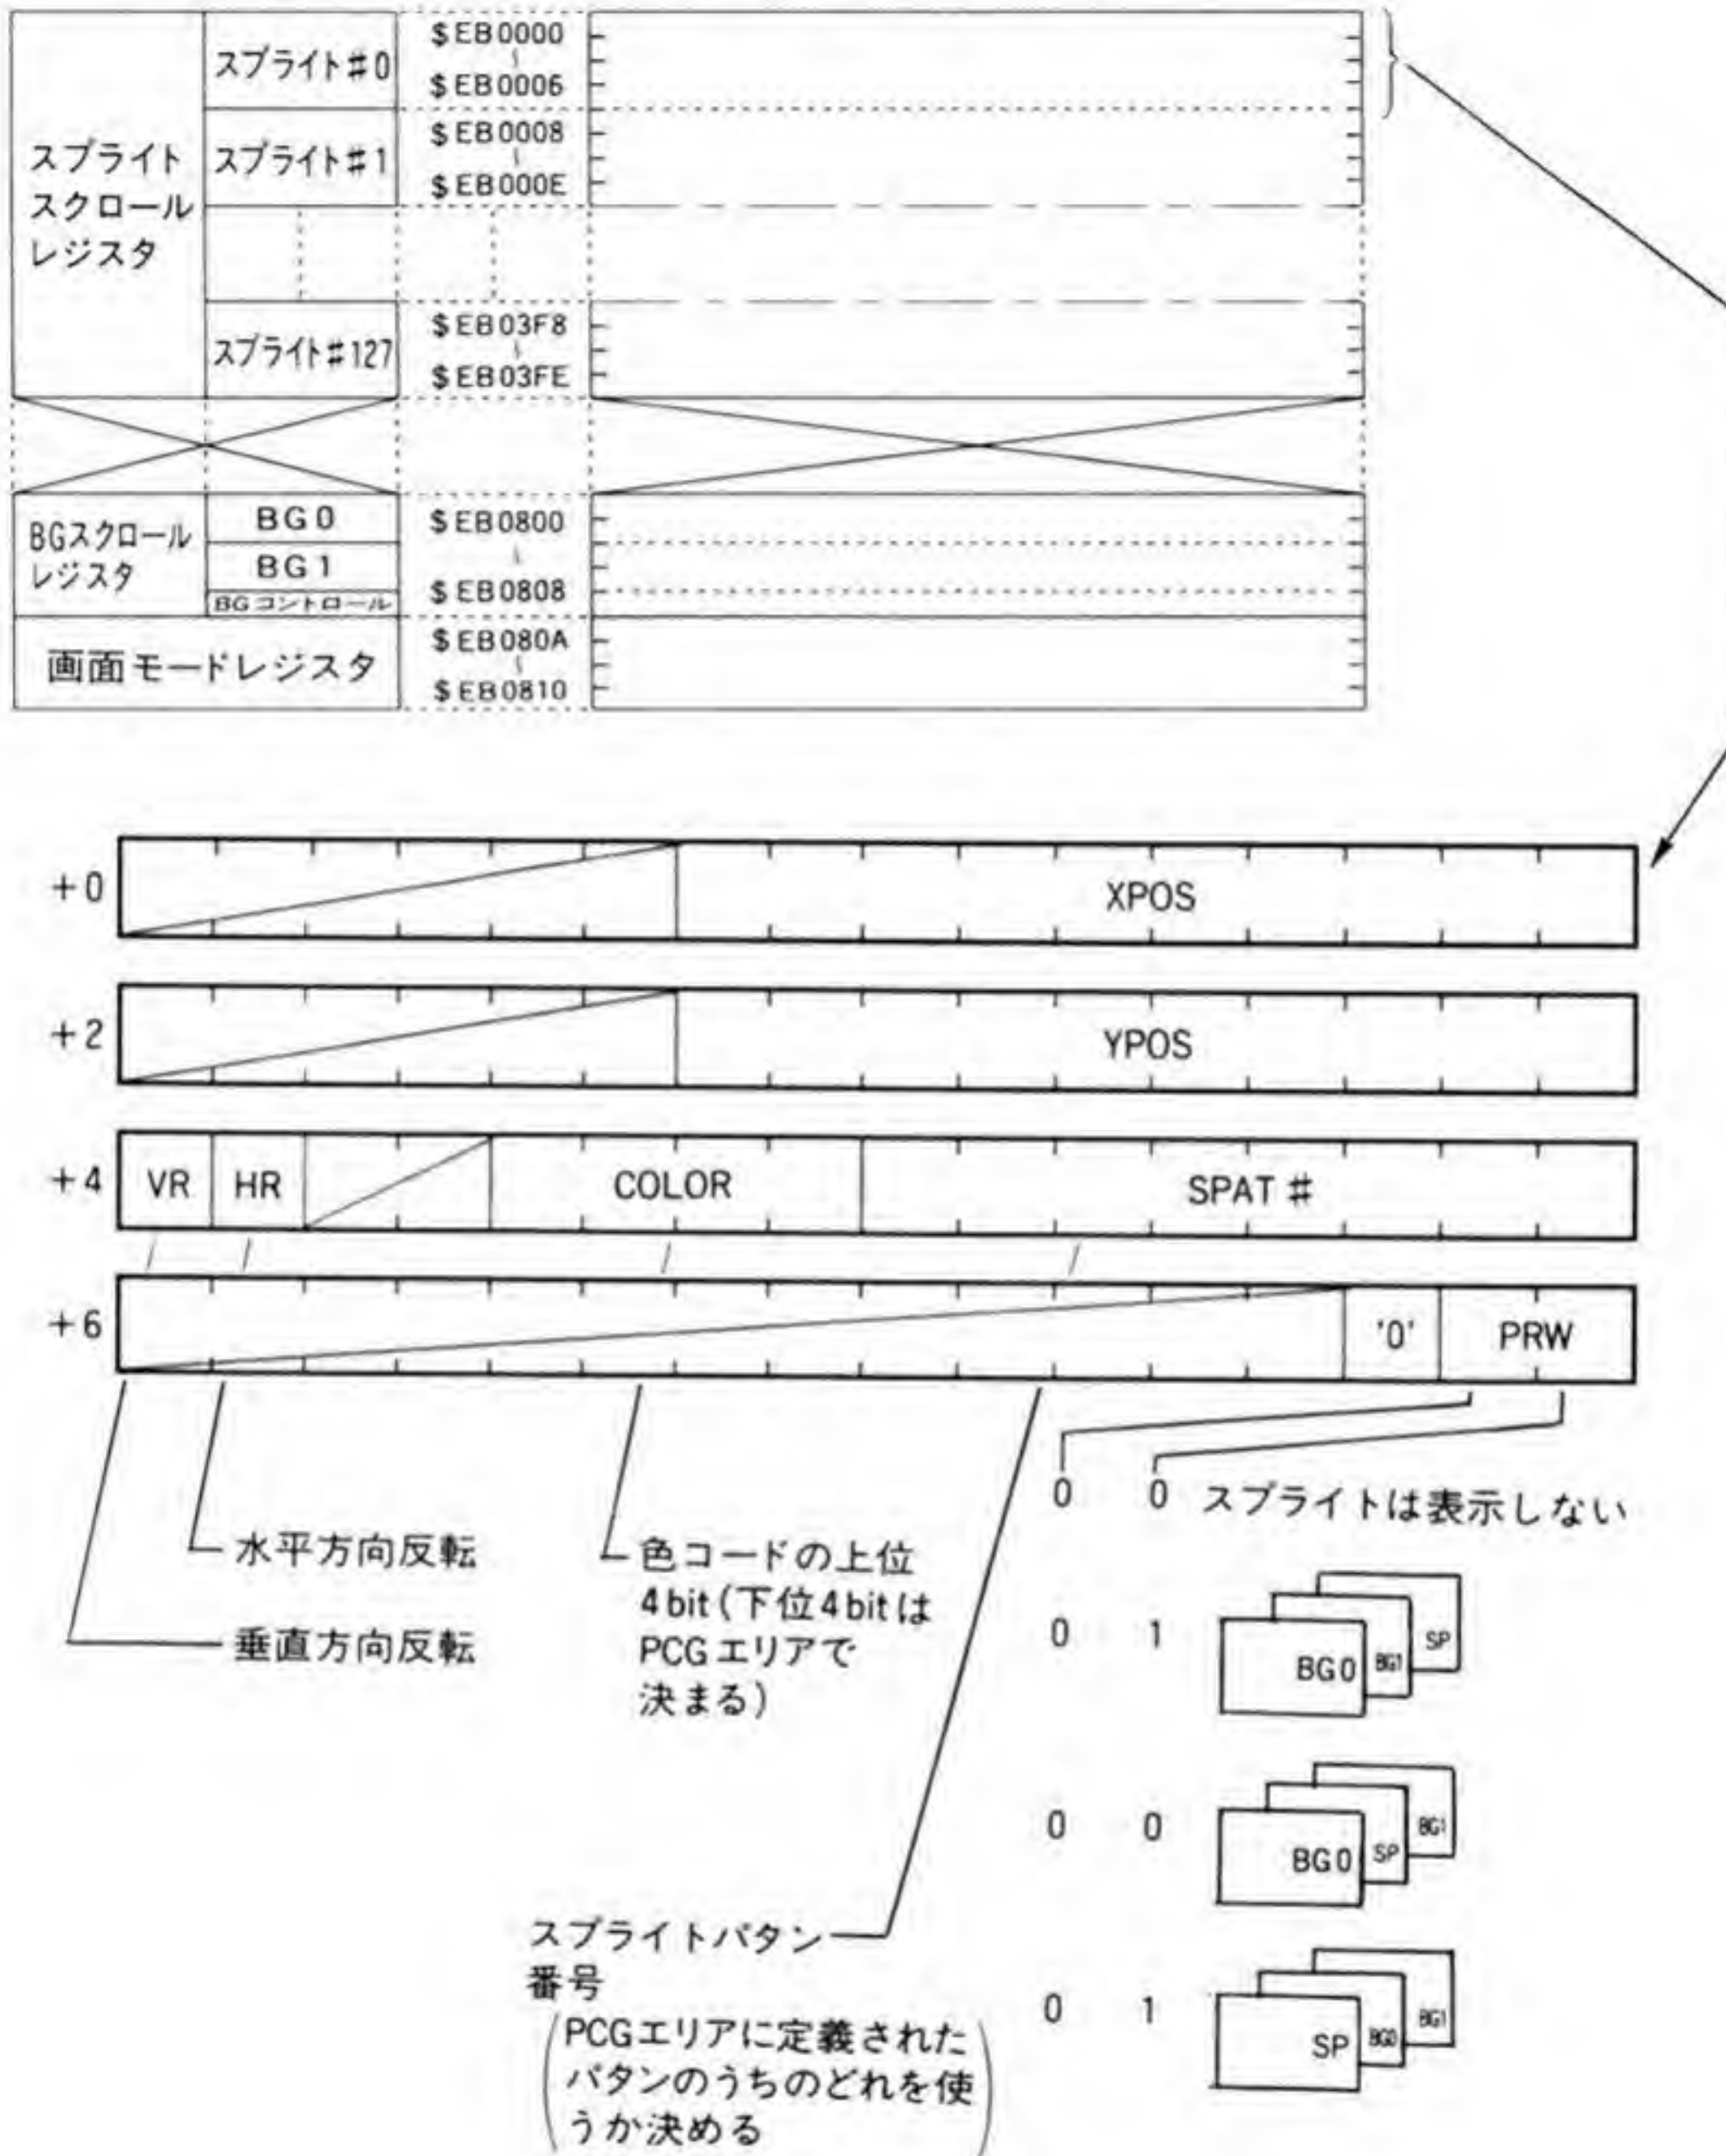 スプライト
スクロール
レジスタ
スプライト#0
$EB0000
$EB0006
スプライト#1
$EB0008
$EB000E
スプライト#127
$EB03F8
$EB03FE
BGスクロール
レジスタ
BG0
BG1
BGコントロール
$EB0800
$EB0808
画面モードレジスタ
$EB080A
$EB0810
+0 XPOS
+2 YPOS
+4 VR HR COLOR SPAT #
+6 '0' PRW
水平方向反転
垂直方向反転
色コードの上位
4bit(下位4bitは
PCGエリアで
決まる)
スプライトパタン
番号
(PCGエリアに定義された
パタンのうちのどれを使
うか決める)
0 0 スプライトは表示しない
0 1 BG0 BG1 SP
0 0 BG0 SP BG1
0 1 SP BG0 BG1